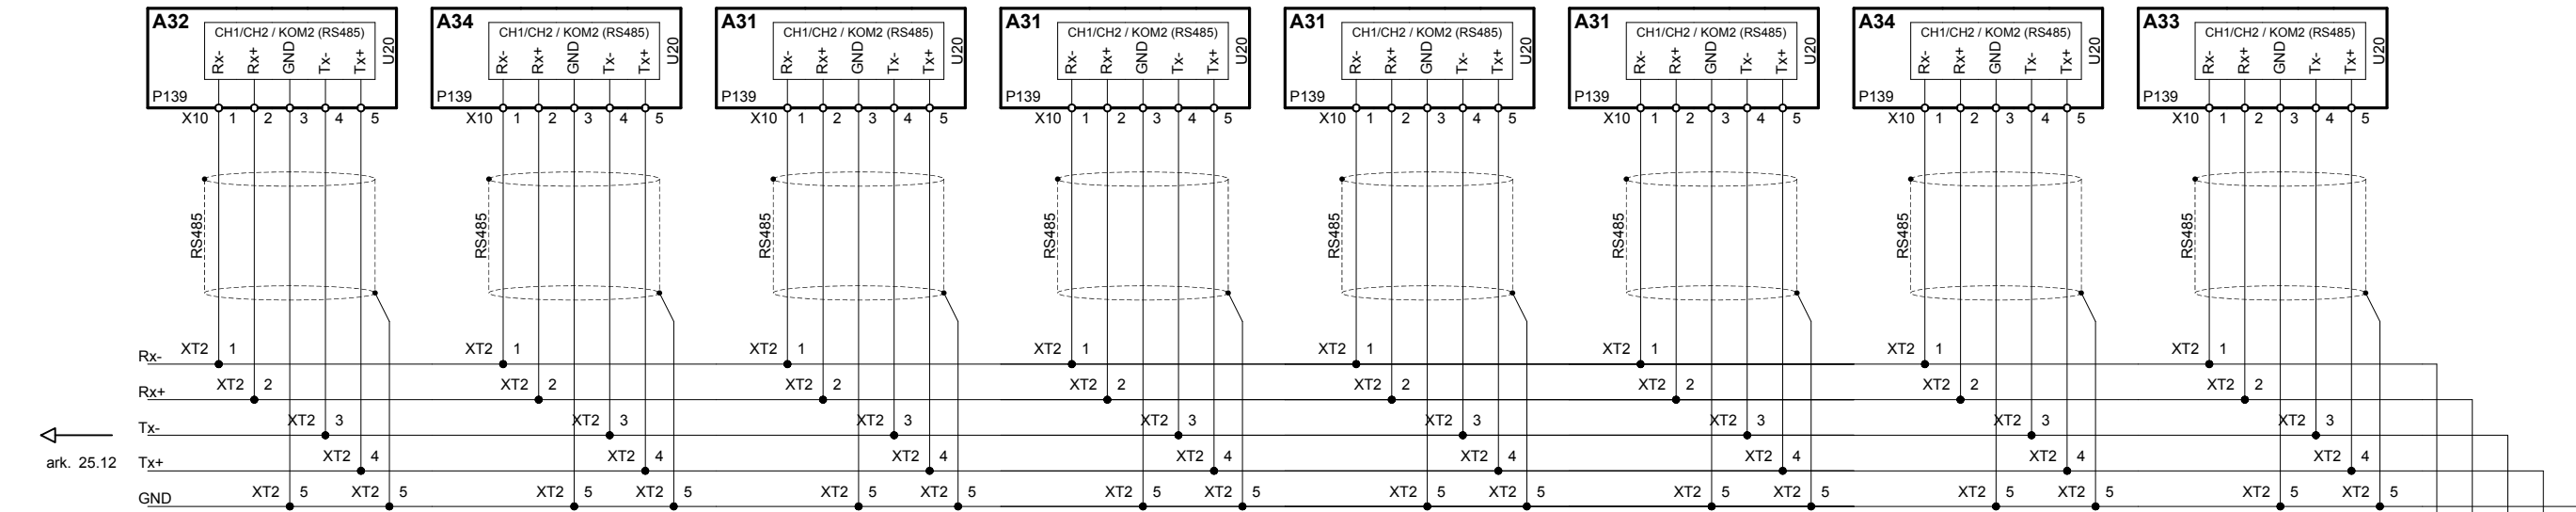 A32 A34 A31 A31 A31 A31 A34 A33
CH1/CH2 / KOM2 (RS485) CH1/CH2 / KOM2 (RS485) CH1/CH2 / KOM2 (RS485) CH1/CH2 / KOM2 (RS485) CH1/CH2 / KOM2 (RS485) CH1/CH2 / KOM2 (RS485) CH1/CH2 / KOM2 (RS485) CH1/CH2 / KOM2 (RS485)
Rx- Rx+ GND Tx- Tx+ U20 Rx- Rx+ GND Tx- Tx+ U20 Rx- Rx+ GND Tx- Tx+ U20 Rx- Rx+ GND Tx- Tx+ U20 Rx- Rx+ GND Tx- Tx+ U20 Rx- Rx+ GND Tx- Tx+ U20 Rx- Rx+ GND Tx- Tx+ U20 Rx- Rx+ GND Tx- Tx+ U20
P139 P139 P139 P139 P139 P139 P139 P139
X10 1 2 3 4 5 X10 1 2 3 4 5 X10 1 2 3 4 5 X10 1 2 3 4 5 X10 1 2 3 4 5 X10 1 2 3 4 5 X10 1 2 3 4 5 X10 1 2 3 4 5
RS485 RS485 RS485 RS485 RS485 RS485 RS485 RS485
Rx- XT2 1 XT2 1 XT2 1 XT2 1 XT2 1 XT2 1 XT2 1 XT2 1
Rx+ XT2 2 XT2 2 XT2 2 XT2 2 XT2 2 XT2 2 XT2 2 XT2 2
Tx- XT2 3 XT2 3 XT2 3 XT2 3 XT2 3 XT2 3 XT2 3 XT2 3
ark. 25.12 Tx+ XT2 4 XT2 4 XT2 4 XT2 4 XT2 4 XT2 4 XT2 4 XT2 4
GND XT2 5 XT2 5 XT2 5 XT2 5 XT2 5 XT2 5 XT2 5 XT2 5 XT2 5 XT2 5 XT2 5 XT2 5 XT2 5 XT2 5 XT2 5 XT2 5